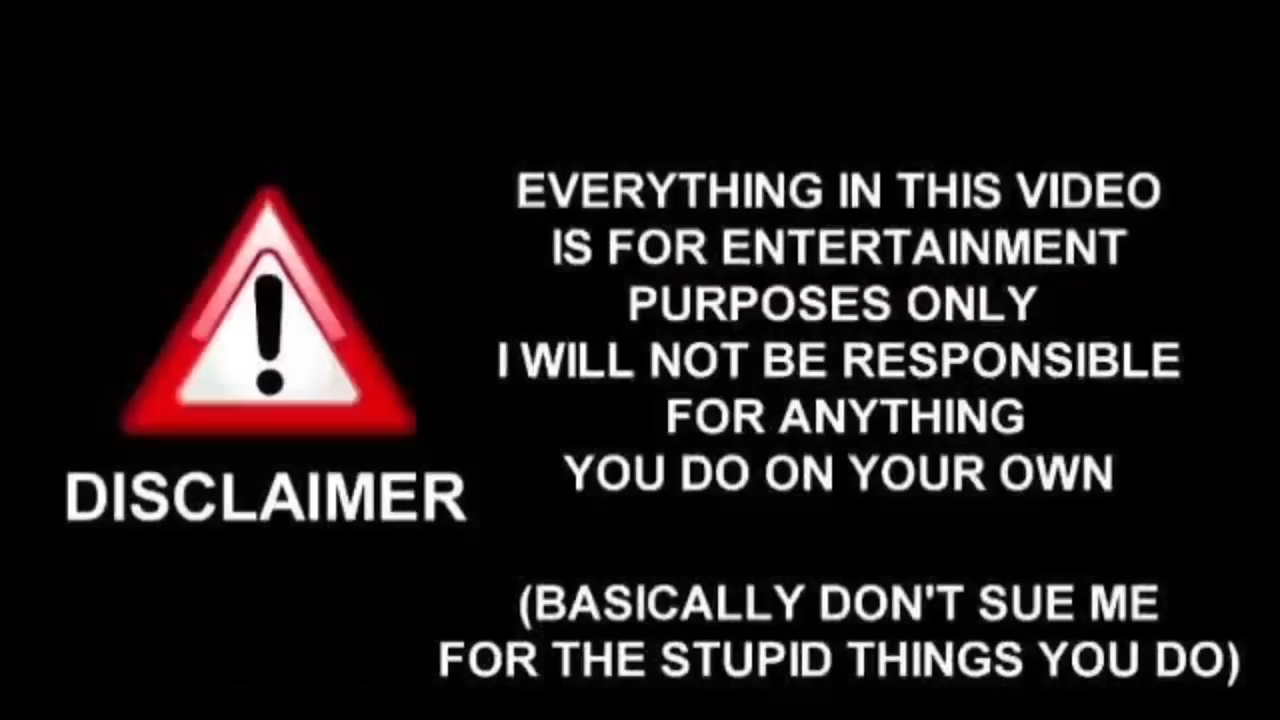 DISCLAIMER
EVERYTHING IN THIS VIDEO
IS FOR ENTERTAINMENT
PURPOSES ONLY
I WILL NOT BE RESPONSIBLE
FOR ANYTHING
YOU DO ON YOUR OWN
(BASICALLY DON'T SUE ME
FOR THE STUPID THINGS YOU DO)